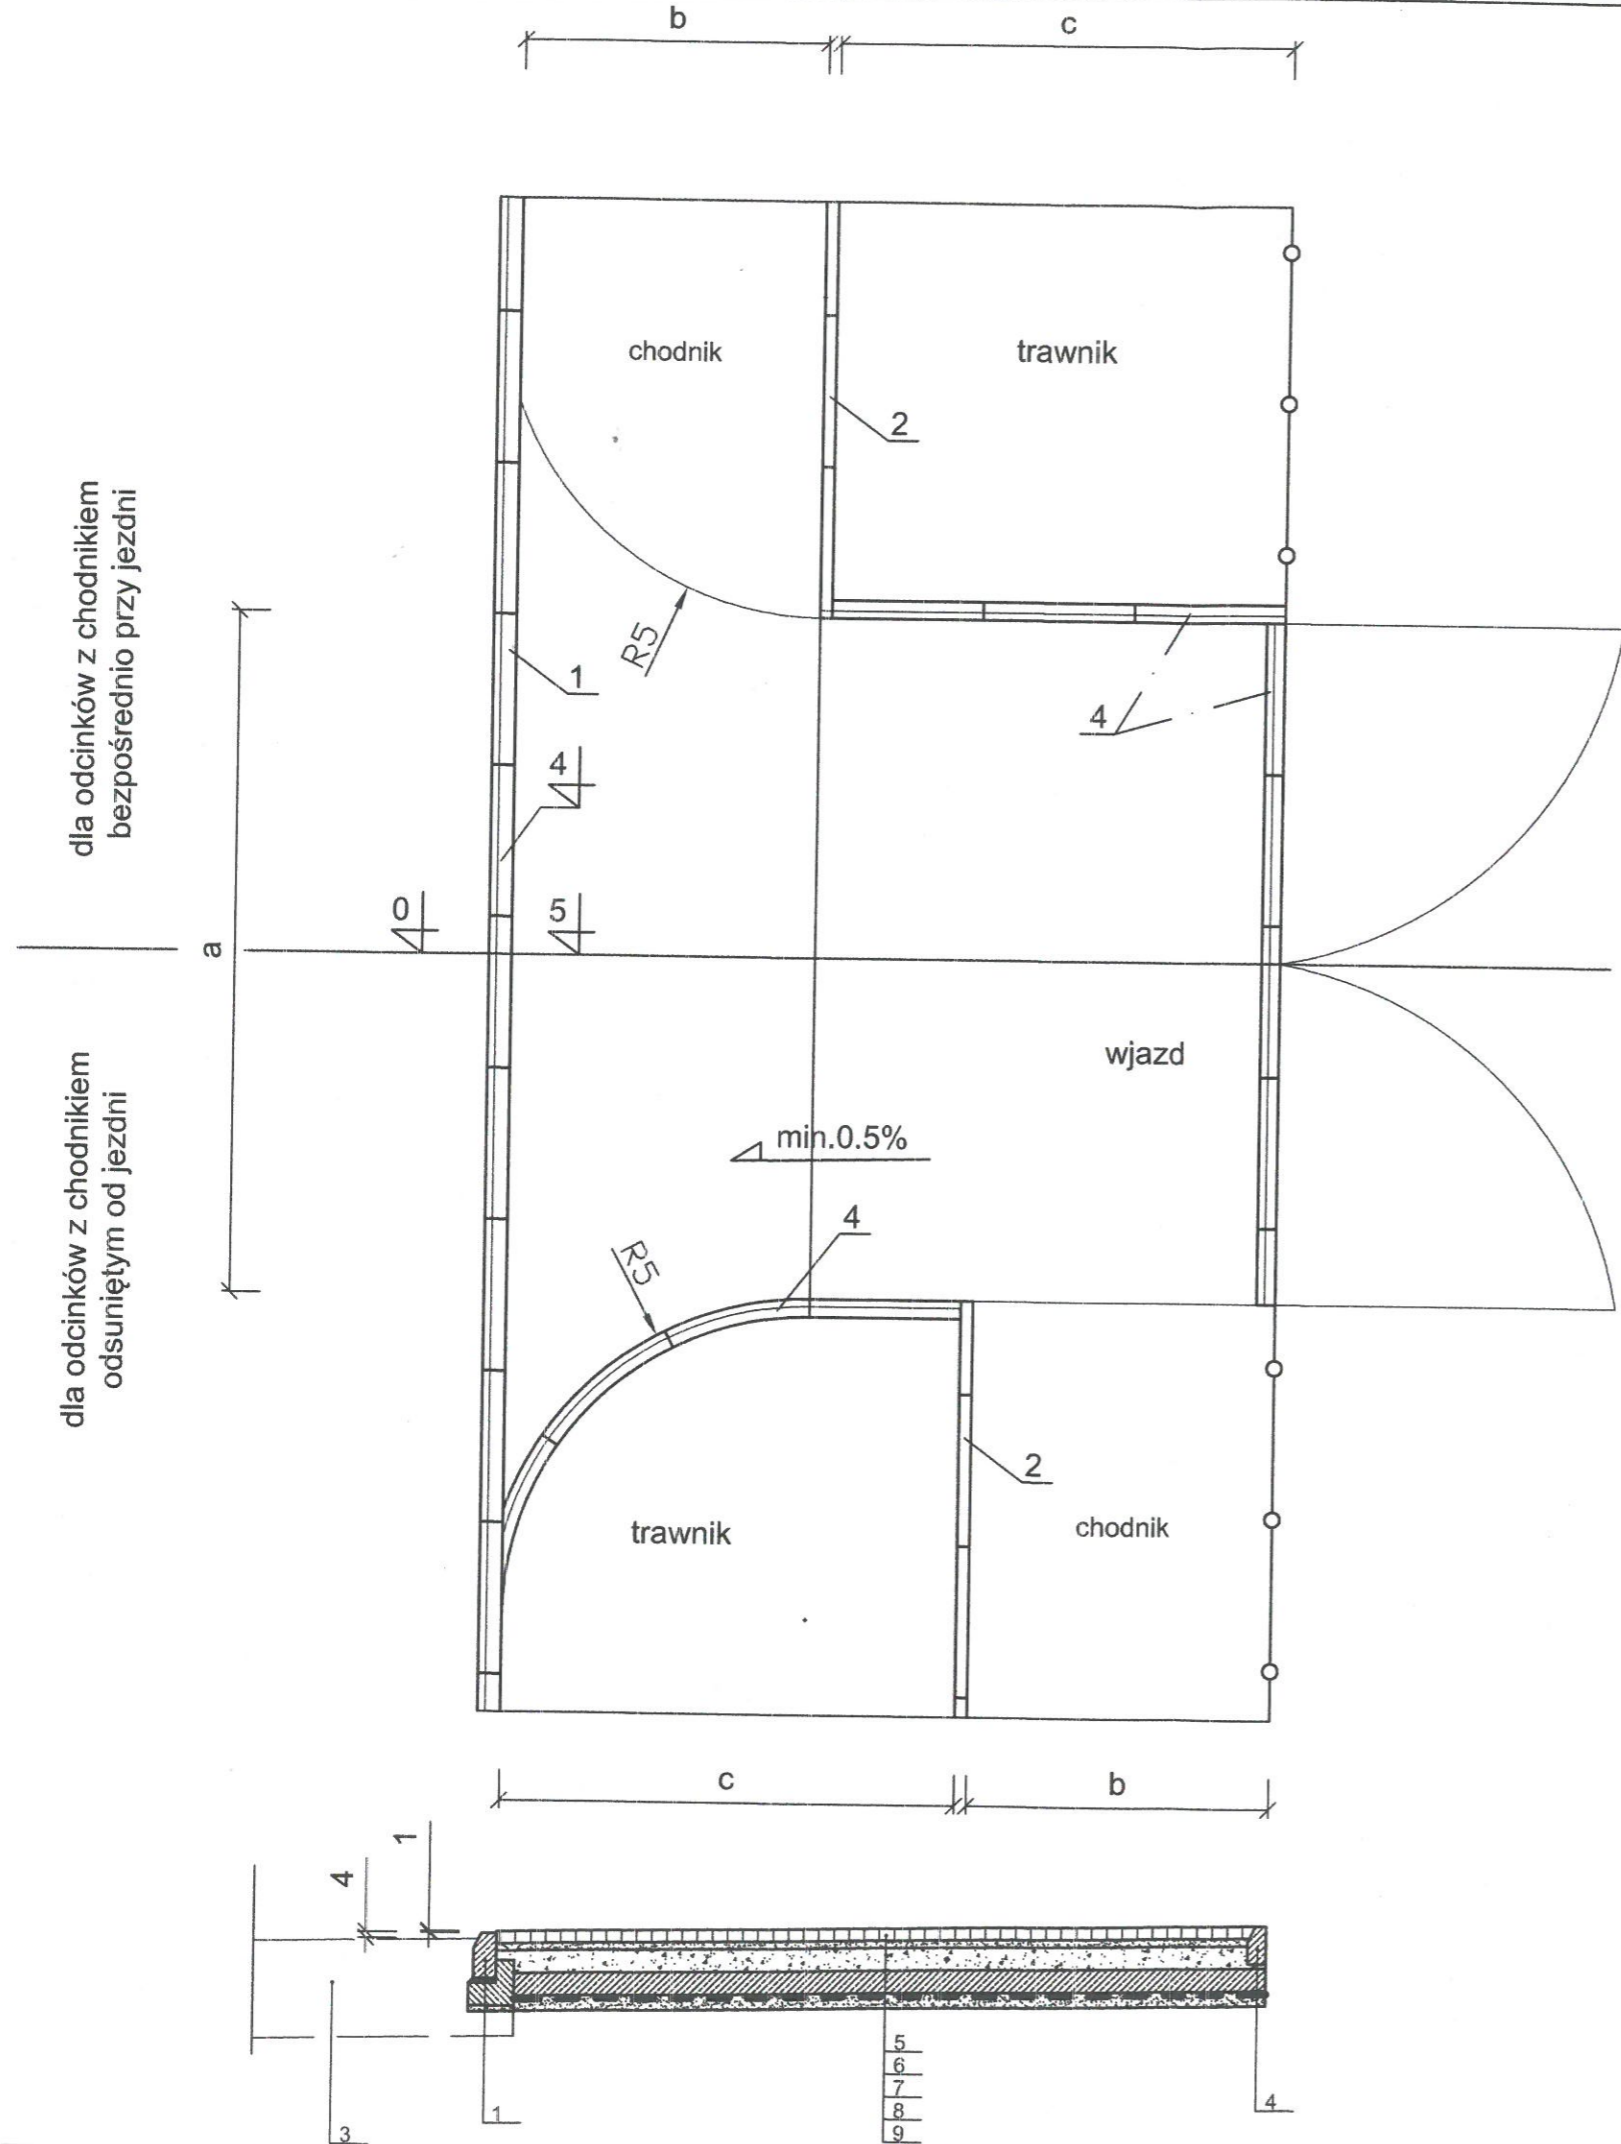 b
c
chodnik
trawnik
2
dla odcinków z chodnikiem
bezpośrednio przy jezdni
R5
1
4
4
0
5
a
wjazd
dla odcinków z chodnikiem
odsuniętym od jezdni
min.0.5%
4
R5
2
trawnik
chodnik
c
b
1
4
5
6
7
8
9
1
4
3